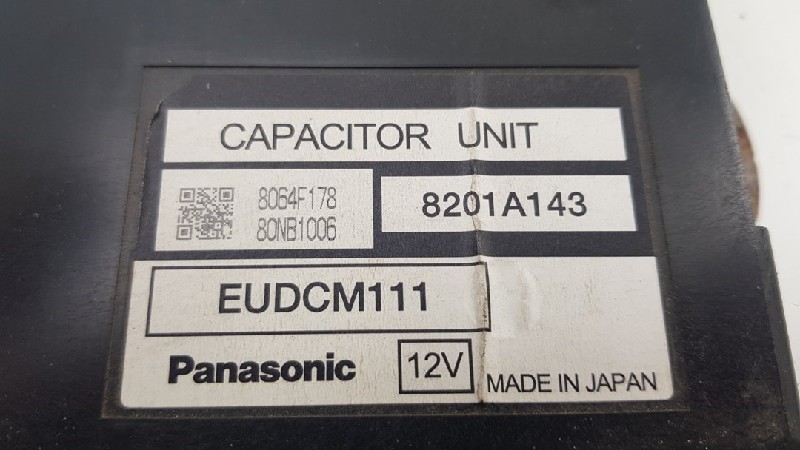 CAPACITOR UNIT
8064F178
80NB1006
8201A143
EUDCM111
Panasonic
12V
MADE IN JAPAN